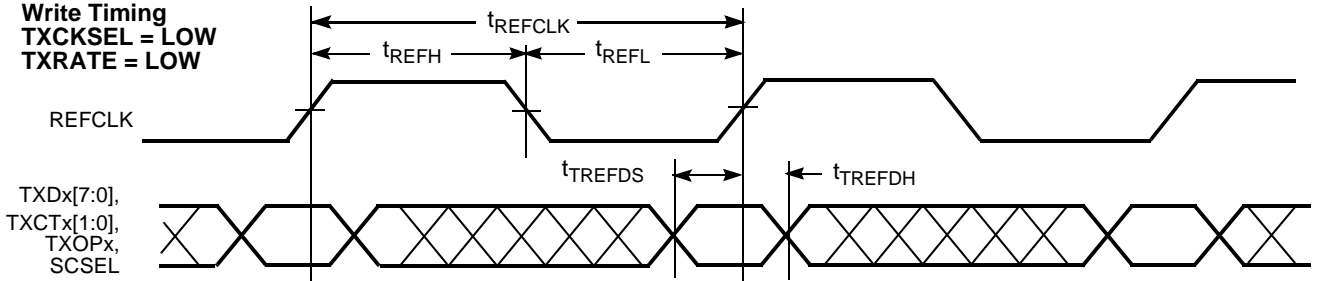 Write Timing
TXCKSEL = LOW
TXRATE = LOW
tREFCLK
tREFH
tREFL
REFCLK
tTREFDS
tTREFDH
TXDx[7:0],
TXCTx[1:0],
TXOPx,
SCSEL